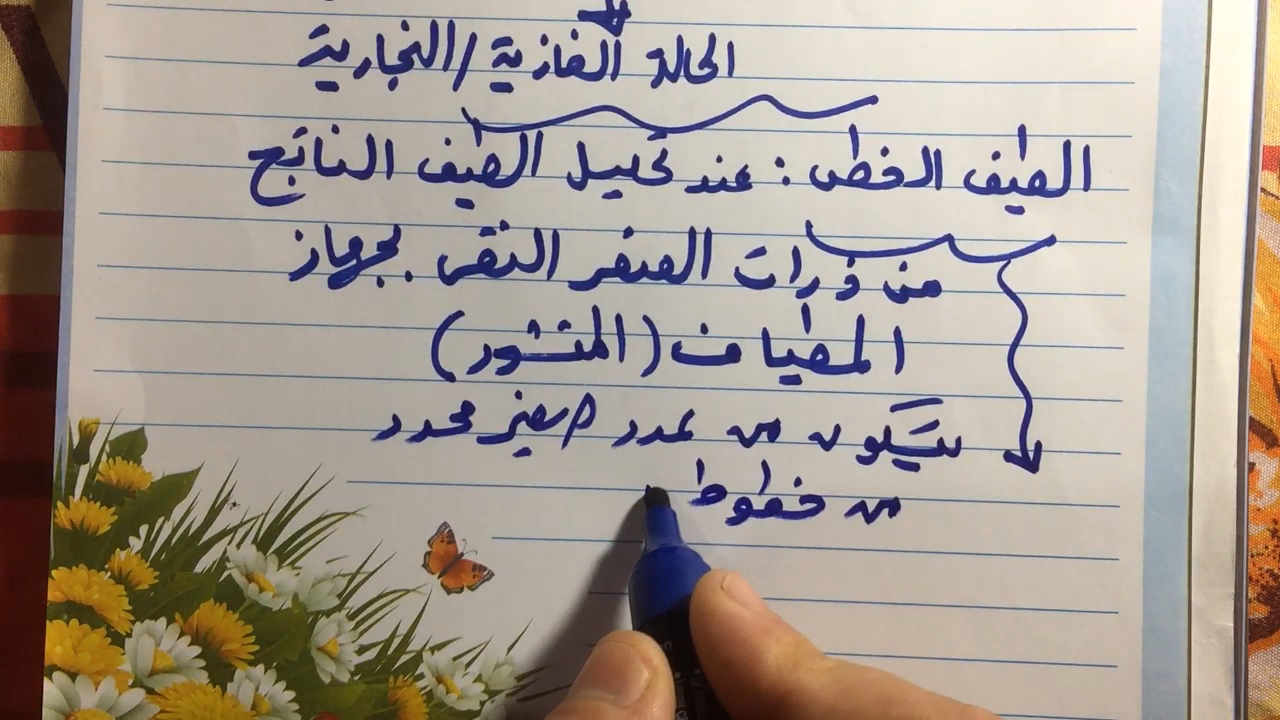 الحالة الغازية / البخارية
الطيف الخطي : عند تحليل الطيف الناتج
من ذرات العنصر النقي بجهاز
المطياف (المنشور)
يتكون من عدد صغير محدد
من خطوط